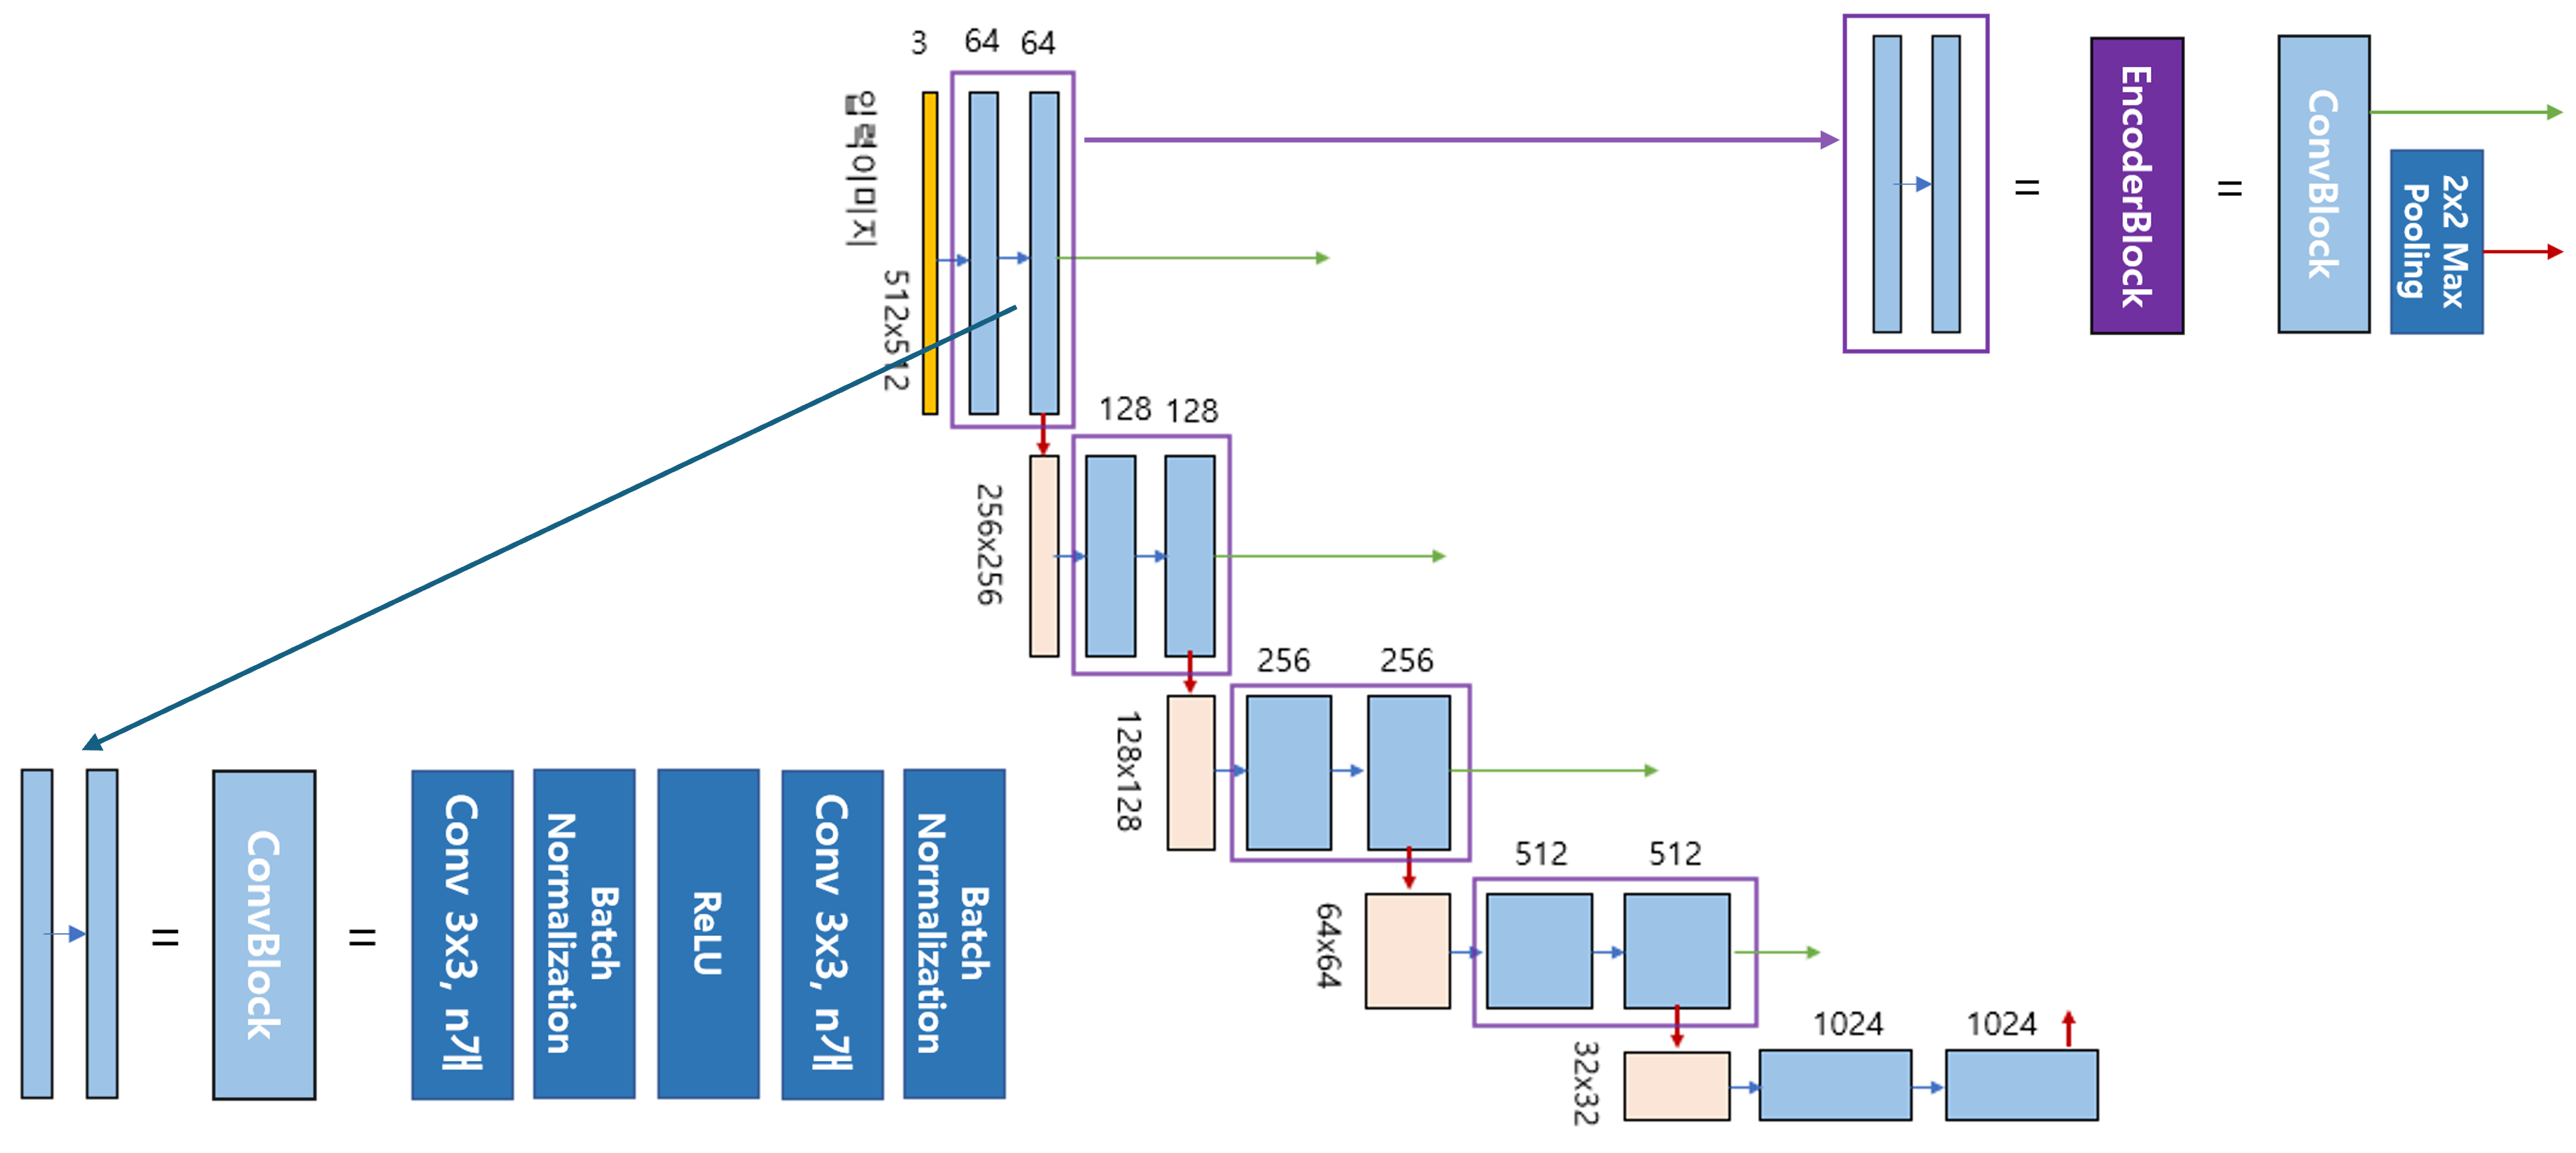 3
64
64
입력이미지
512x512
EncoderBlock
=
=
ConvBlock
2x2 Max
Pooling
128
128
256x256
256
256
128x128
512
512
64x64
1024
1024
32x32
=
ConvBlock
=
Conv 3x3, n개
Batch
Normalization
ReLU
Conv 3x3, n개
Batch
Normalization